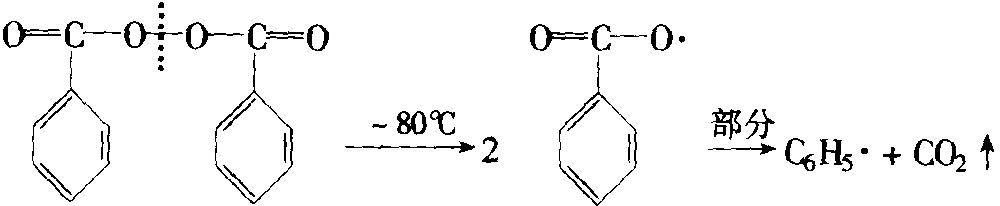 O=C—O—O—C=O ~80℃ 2 O=C—O· 部分 C₆H₅· + CO₂↑